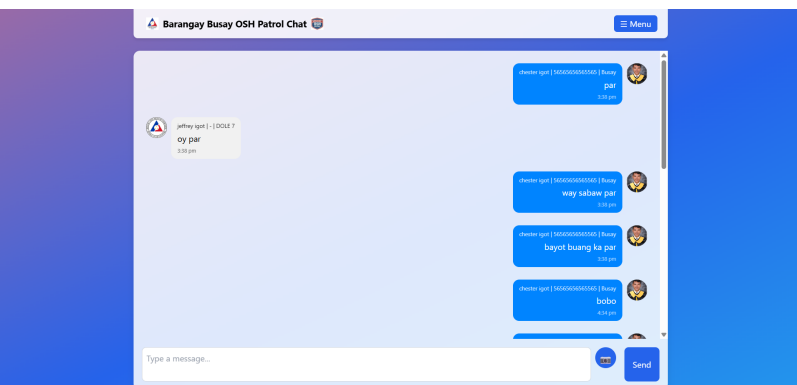 Barangay Busay OSH Patrol Chat
☰ Menu
chester igot | 56565656565565 | Busay
par
3:38 pm
jeffrey igot | - | DOLE 7
oy par
3:38 pm
chester igot | 56565656565565 | Busay
way sabaw par
3:38 pm
chester igot | 56565656565565 | Busay
bayot buang ka par
3:38 pm
chester igot | 56565656565565 | Busay
bobo
4:34 pm
Type a message...
Send